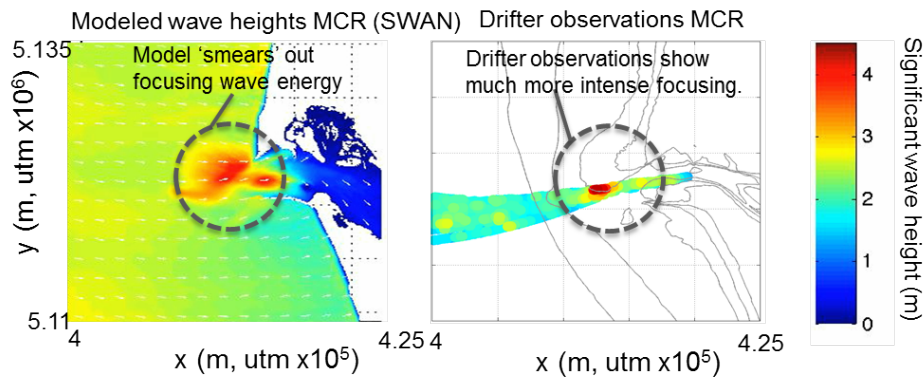 Modeled wave heights MCR (SWAN)
Drifter observations MCR
5.135
Model ‘smears’ out
focusing wave energy
Drifter observations show
much more intense focusing.
y (m, utm x10⁶)
5.11
4
4.25
x (m, utm x10⁵)
4
4.25
x (m, utm x10⁵)
4
3
2
1
0
Significant wave height (m)